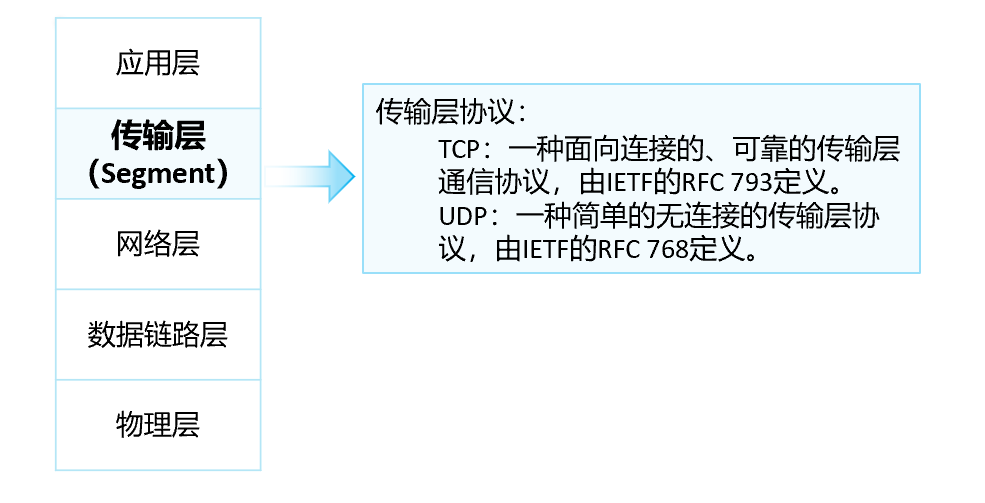 应用层
传输层
（Segment）
网络层
数据链路层
物理层
传输层协议：
TCP：一种面向连接的、可靠的传输层
通信协议，由IETF的RFC 793定义。
UDP：一种简单的无连接的传输层协
议，由IETF的RFC 768定义。